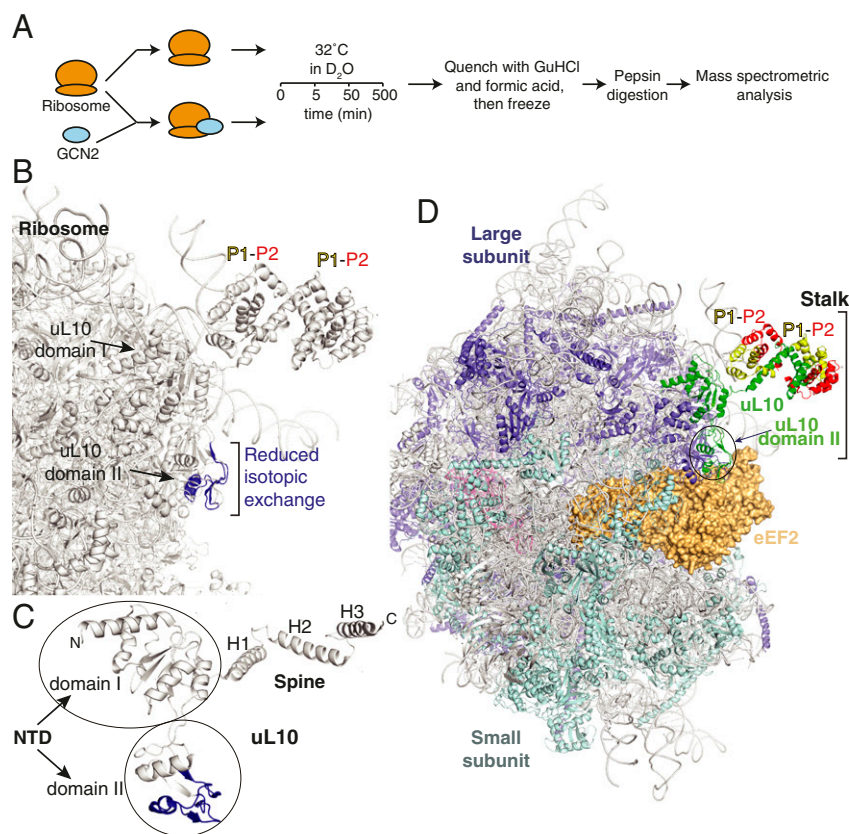 A
Ribosome
GCN2
32˚C
in D2O
0 5 50 500
time (min)
Quench with GuHCl
and formic acid,
then freeze
Pepsin
digestion
Mass spectrometric
analysis
B
Ribosome
P1-P2
P1-P2
uL10
domain I
uL10
domain II
Reduced
isotopic
exchange
C
N
H1
H2
H3
C
domain I
Spine
NTD
uL10
domain II
D
Large
subunit
Stalk
P1-P2
P1-P2
uL10
uL10
domain II
eEF2
Small
subunit